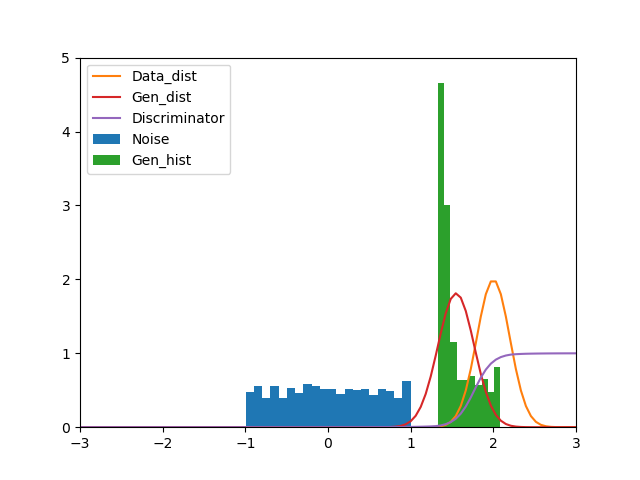 5
4
3
2
1
0
−3
−2
−1
0
1
2
3
Data_dist
Gen_dist
Discriminator
Noise
Gen_hist